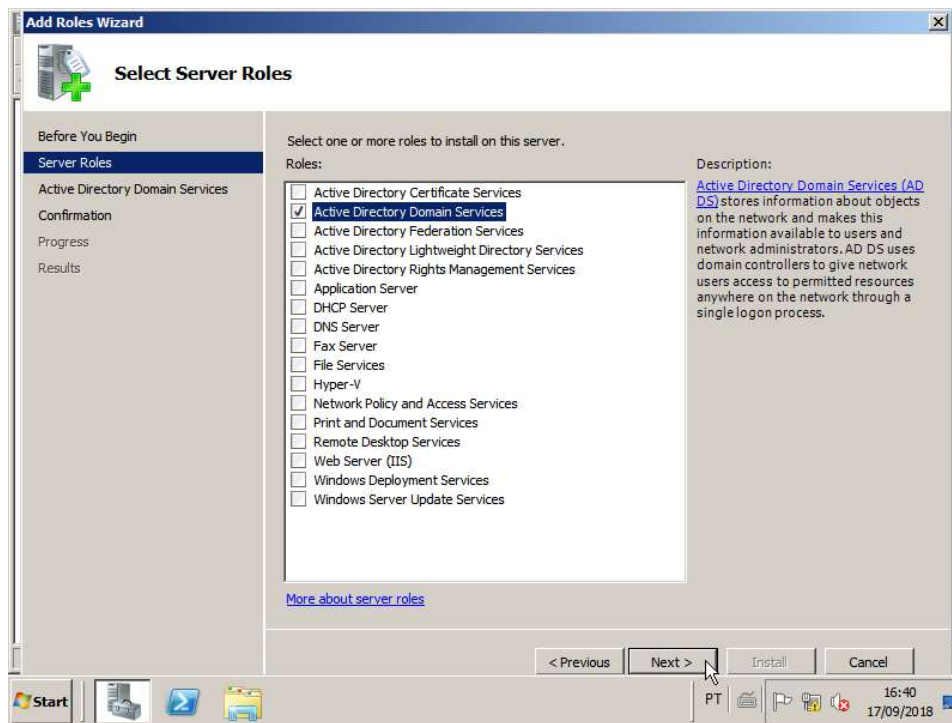 Add Roles Wizard
Select Server Roles
Before You Begin
Server Roles
Active Directory Domain Services
Confirmation
Progress
Results
Select one or more roles to install on this server.
Roles:
Active Directory Certificate Services
Active Directory Domain Services
Active Directory Federation Services
Active Directory Lightweight Directory Services
Active Directory Rights Management Services
Application Server
DHCP Server
DNS Server
Fax Server
File Services
Hyper-V
Network Policy and Access Services
Print and Document Services
Remote Desktop Services
Web Server (IIS)
Windows Deployment Services
Windows Server Update Services
More about server roles
Description:
Active Directory Domain Services (AD
DS) stores information about objects
on the network and makes this
information available to users and
network administrators. AD DS uses
domain controllers to give network
users access to permitted resources
anywhere on the network through a
single logon process.
< Previous
Next >
Install
Cancel
Start
PT
16:40
17/09/2018